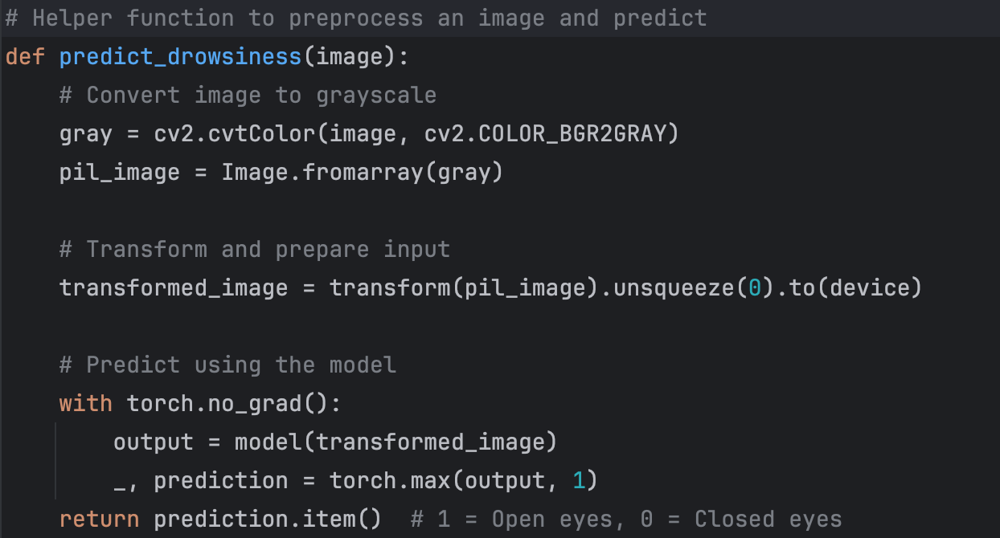 # Helper function to preprocess an image and predict
def predict_drowsiness(image):
    # Convert image to grayscale
    gray = cv2.cvtColor(image, cv2.COLOR_BGR2GRAY)
    pil_image = Image.fromarray(gray)

    # Transform and prepare input
    transformed_image = transform(pil_image).unsqueeze(0).to(device)

    # Predict using the model
    with torch.no_grad():
        output = model(transformed_image)
        _, prediction = torch.max(output, 1)
    return prediction.item()  # 1 = Open eyes, 0 = Closed eyes